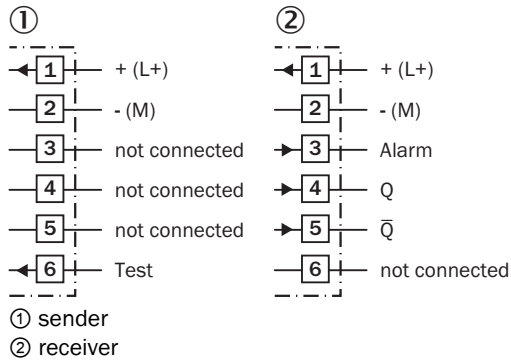 ① ②
1 + (L+) 1 + (L+)
2 - (M) 2 - (M)
3 not connected 3 Alarm
4 not connected 4 Q
5 not connected 5 Q̅
6 Test 6 not connected
① sender
② receiver